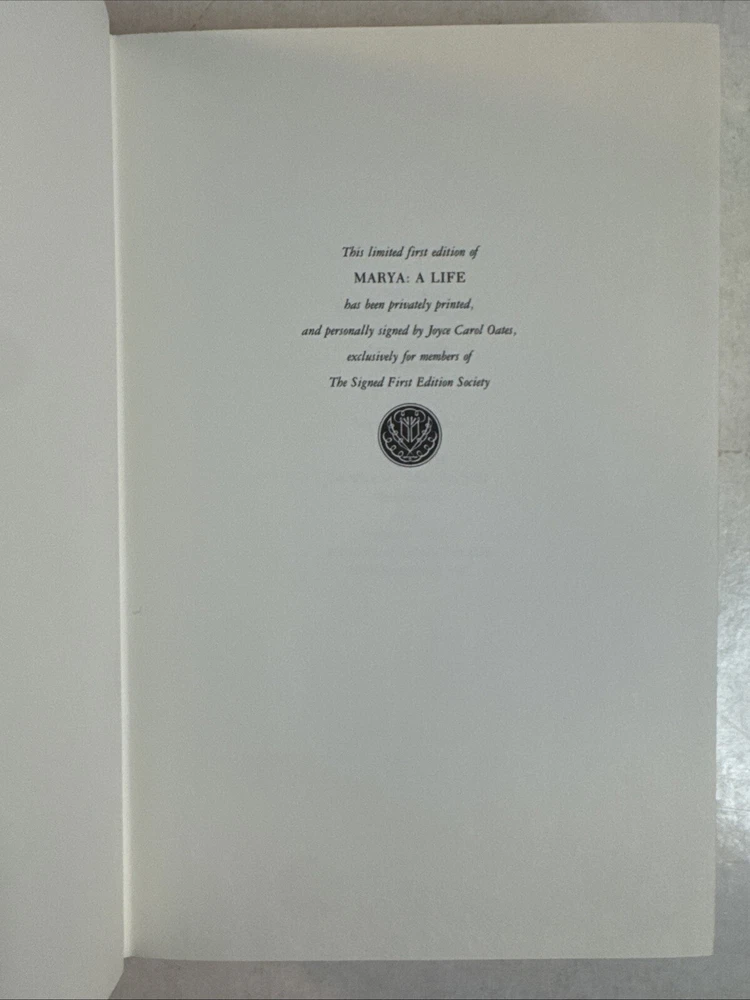 This limited first edition of
MARYA: A LIFE
has been privately printed,
and personally signed by Joyce Carol Oates,
exclusively for members of
The Signed First Edition Society